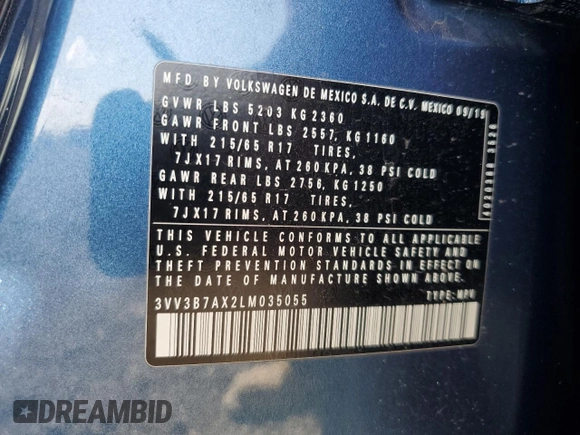 MFD. BY VOLKSWAGEN DE MEXICO S.A. DE C.V. MEXICO 09/19
GVWR LBS 5203 KG 2360
GAWR FRONT LBS 2557, KG 1160
WITH 215/65 R17 TIRES,
7JX17 RIMS, AT 260 KPA, 38 PSI COLD
GAWR REAR LBS 2756, KG 1250
WITH 215/65 R17 TIRES,
7JX17 RIMS, AT 260 KPA, 38 PSI COLD
THIS VEHICLE CONFORMS TO ALL APPLICABLE
U.S. FEDERAL MOTOR VEHICLE SAFETY AND
THEFT PREVENTION STANDARDS IN EFFECT ON
THE DATE OF MANUFACTURE SHOWN ABOVE.
3VV3B7AX2LM035055 TYPE: MPV
DREAMBID